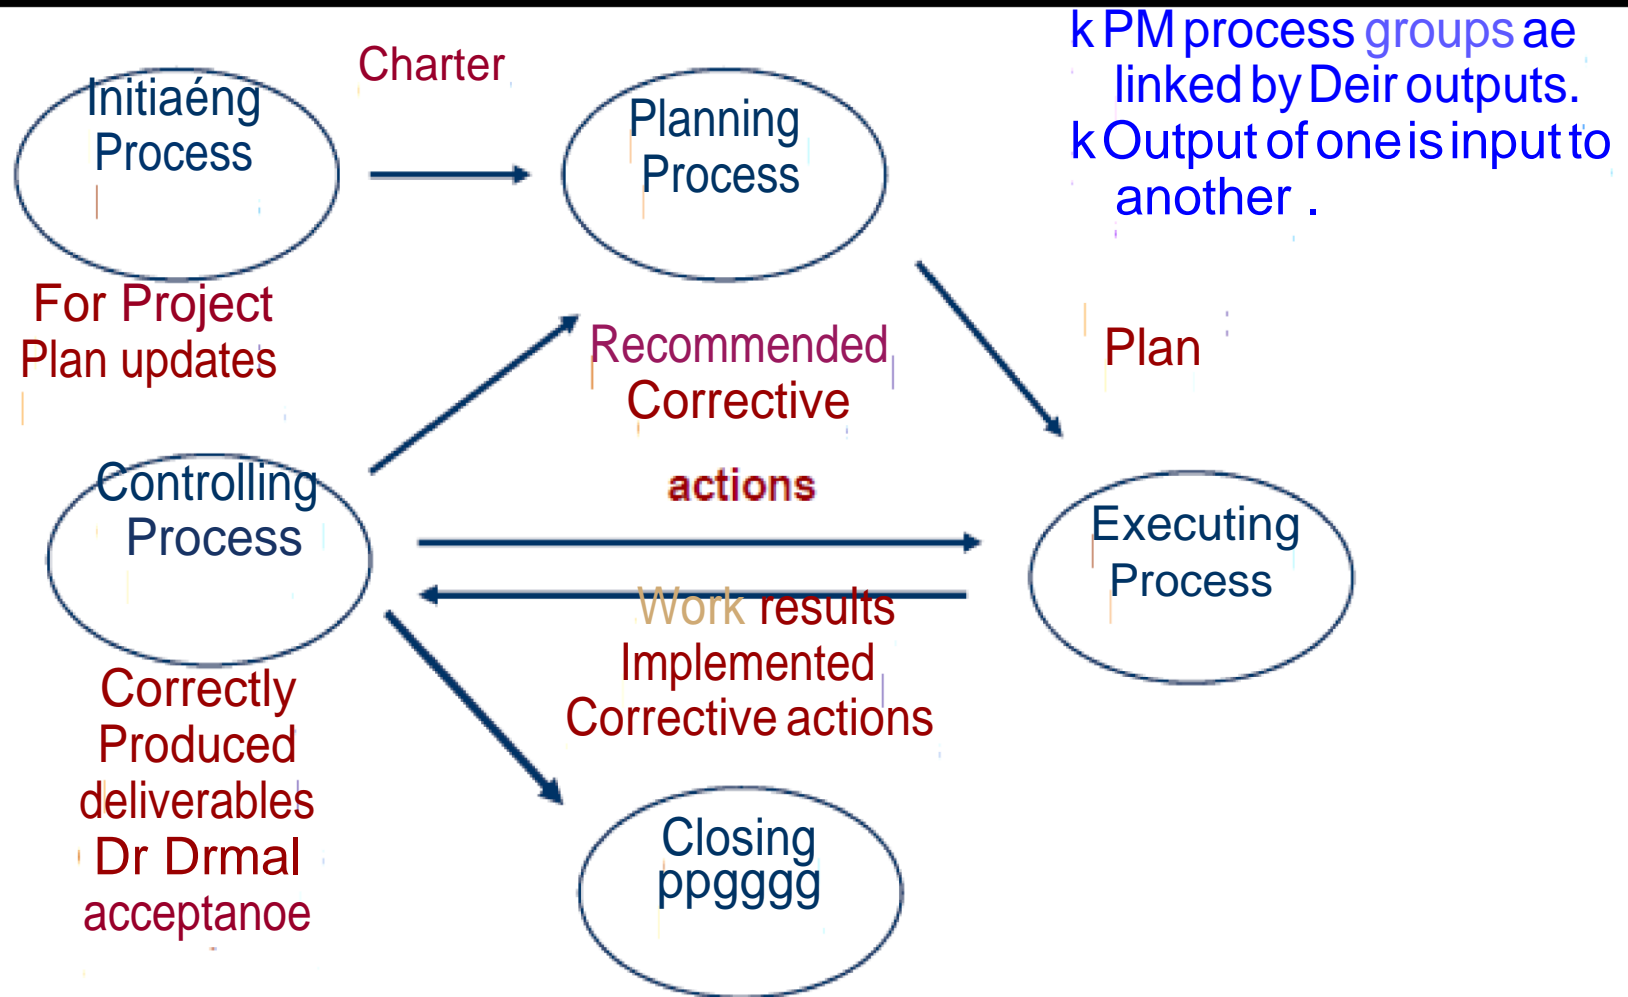 Charter
k PM process groups ae
linked by Deir outputs.
k Output of one is input to
another .
Initiaéng
Process
Planning
Process
For Project
Plan updates
Recommended
Corrective
actions
Plan
Controlling
Process
Executing
Process
Work results
Implemented
Corrective actions
Correctly
Produced
deliverables
Dr Drmal
acceptanoe
Closing
ppgggg